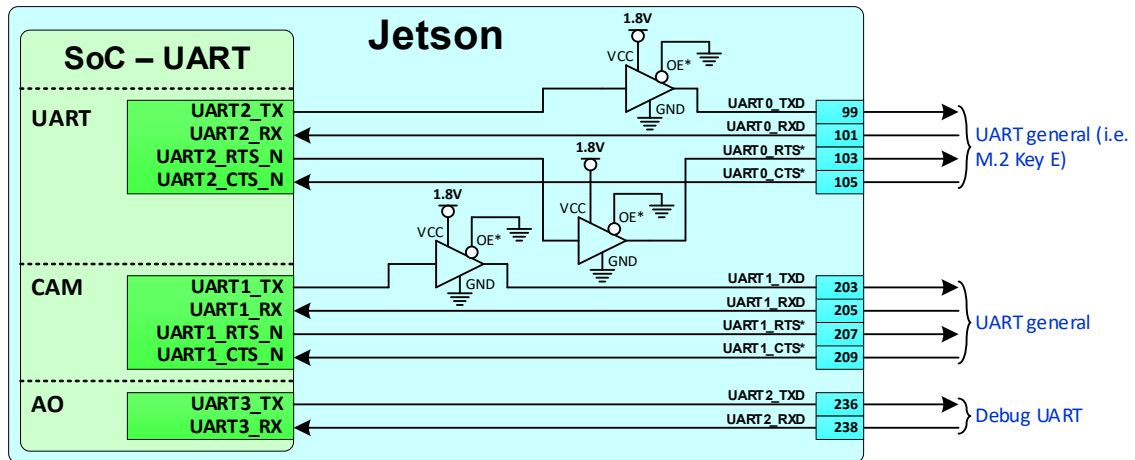 Jetson
SoC – UART
UART
UART2_TX
UART2_RX
UART2_RTS_N
UART2_CTS_N
1.8V
VCC
OE*
GND
UART0_TXD
99
UART0_RXD
101
UART0_RTS*
103
UART0_CTS*
105
UART general (i.e.
M.2 Key E)
1.8V
VCC
OE*
GND
1.8V
VCC
OE*
GND
CAM
UART1_TX
UART1_RX
UART1_RTS_N
UART1_CTS_N
UART1_TXD
203
UART1_RXD
205
UART1_RTS*
207
UART1_CTS*
209
UART general
AO
UART3_TX
UART3_RX
UART2_TXD
236
UART2_RXD
238
Debug UART